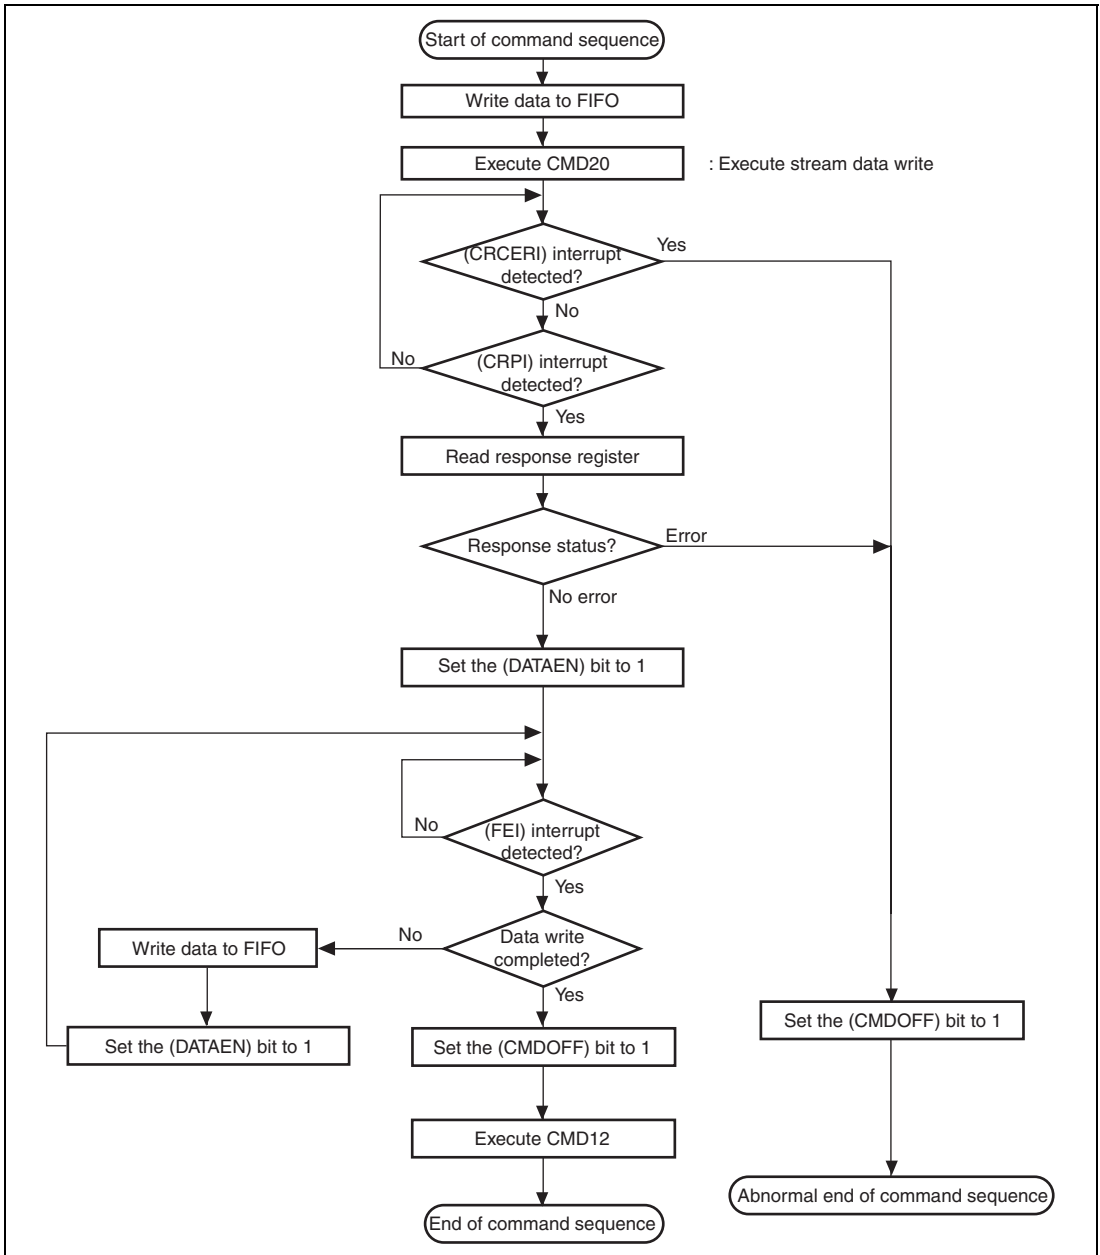 Start of command sequence
Write data to FIFO
Execute CMD20
: Execute stream data write
(CRCERI) interrupt
detected?
Yes
No
(CRPI) interrupt
detected?
No
Yes
Read response register
Response status?
Error
No error
Set the (DATAEN) bit to 1
(FEI) interrupt
detected?
No
Yes
Data write
completed?
No
Write data to FIFO
Yes
Set the (DATAEN) bit to 1
Set the (CMDOFF) bit to 1
Set the (CMDOFF) bit to 1
Execute CMD12
Abnormal end of command sequence
End of command sequence